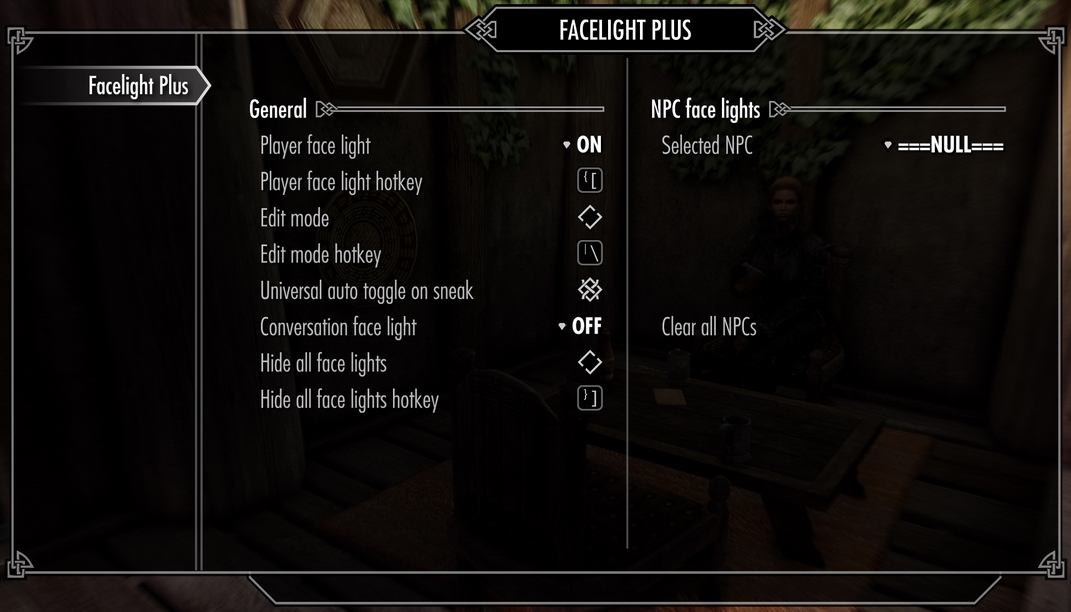 FACELIGHT PLUS
Facelight Plus
General
Player face light ON
Player face light hotkey { [
Edit mode
Edit mode hotkey | \
Universal auto toggle on sneak
Conversation face light OFF
Hide all face lights
Hide all face lights hotkey } ]
NPC face lights
Selected NPC ===NULL===
Clear all NPCs